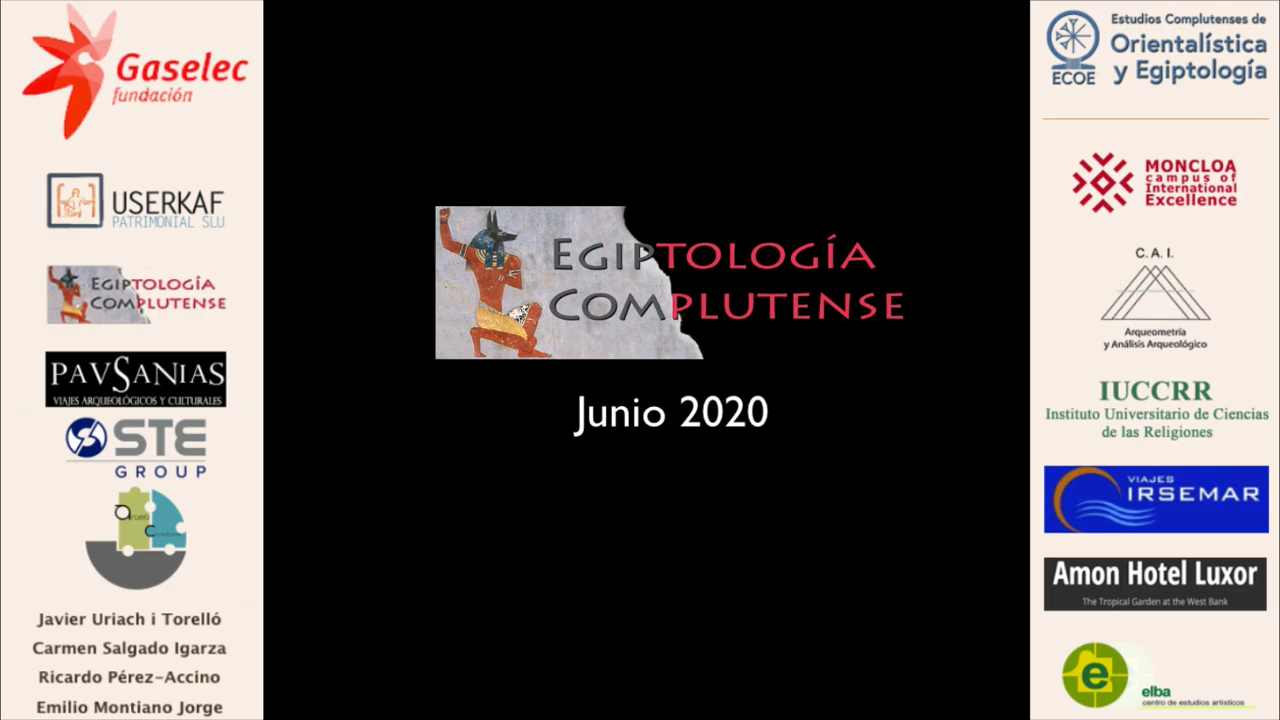 Gaselec
fundación
USERKAF
PATRIMONIAL SLU
EGIPTOLOGÍA
COMPLUTENSE
PAVSANIAS
VIAJES ARQUEOLÓGICOS Y CULTURALES
STE
GROUP
Javier Uriach i Torelló
Carmen Salgado Igarza
Ricardo Pérez-Accino
Emilio Montiano Jorge
EGIPTOLOGÍA
COMPLUTENSE
Junio 2020
Estudios Complutenses de
Orientalística
y Egiptología
ECOE
MONCLOA
campus of
International
Excellence
C. A. I.
Arqueometría
y Análisis Arqueológico
IUCCRR
Instituto Universitario de Ciencias
de las Religiones
VIAJES
IRSEMAR
Amon Hotel Luxor
The Tropical Garden at the West Bank
e
elba
centro de estudios artísticos